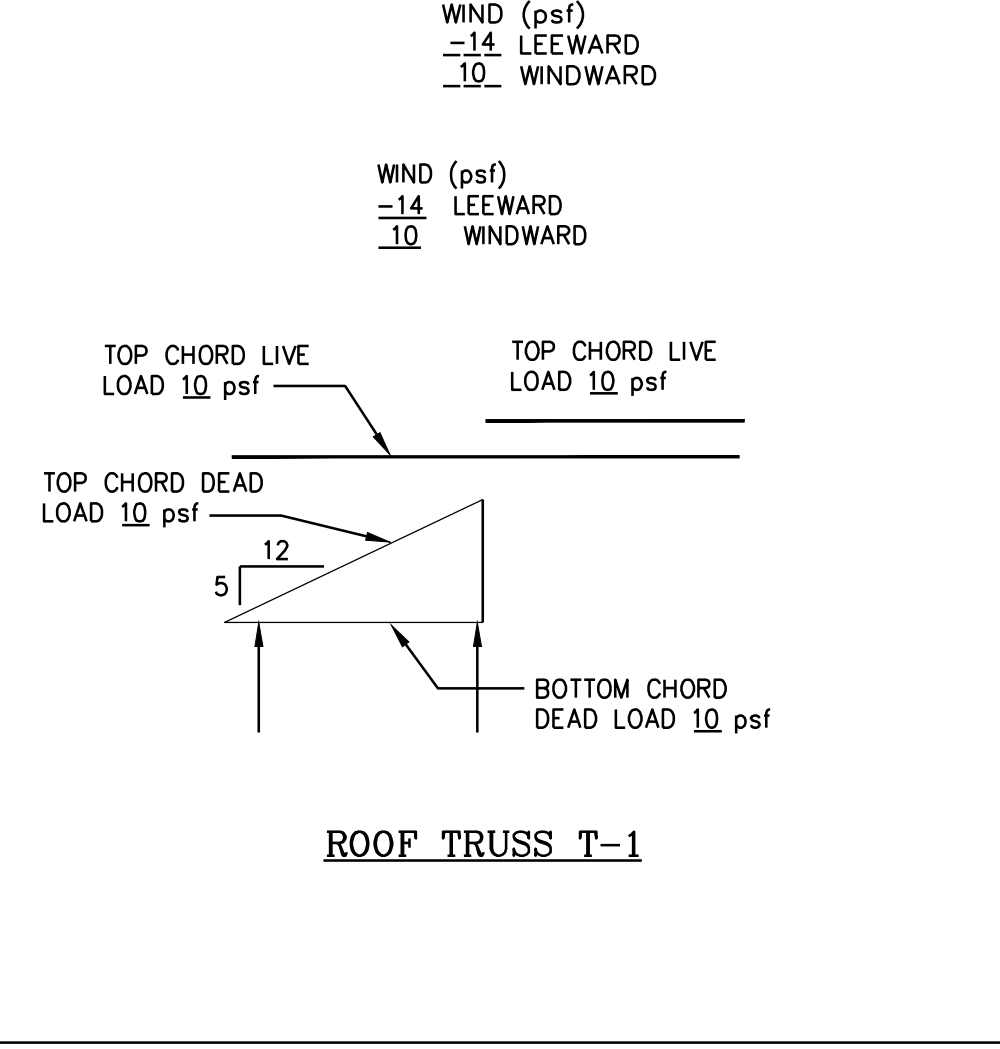 WIND (psf)
-14 LEEWARD
10 WINDWARD
WIND (psf)
-14 LEEWARD
10 WINDWARD
TOP CHORD LIVE
LOAD 10 psf
TOP CHORD LIVE
LOAD 10 psf
TOP CHORD DEAD
LOAD 10 psf
12
5
BOTTOM CHORD
DEAD LOAD 10 psf
ROOF TRUSS T-1